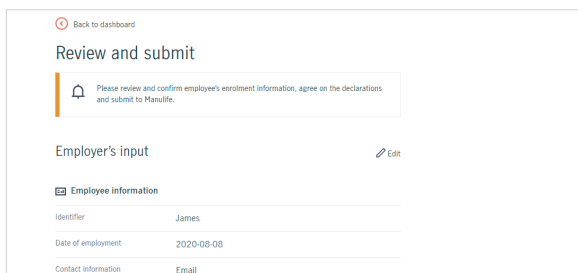 Back to dashboard
Review and submit
Please review and confirm employee's enrolment information, agree on the declarations
and submit to Manulife.
Employer's input
Edit
Employee information
Identifier James
Date of employment 2020-08-08
Contact information Email